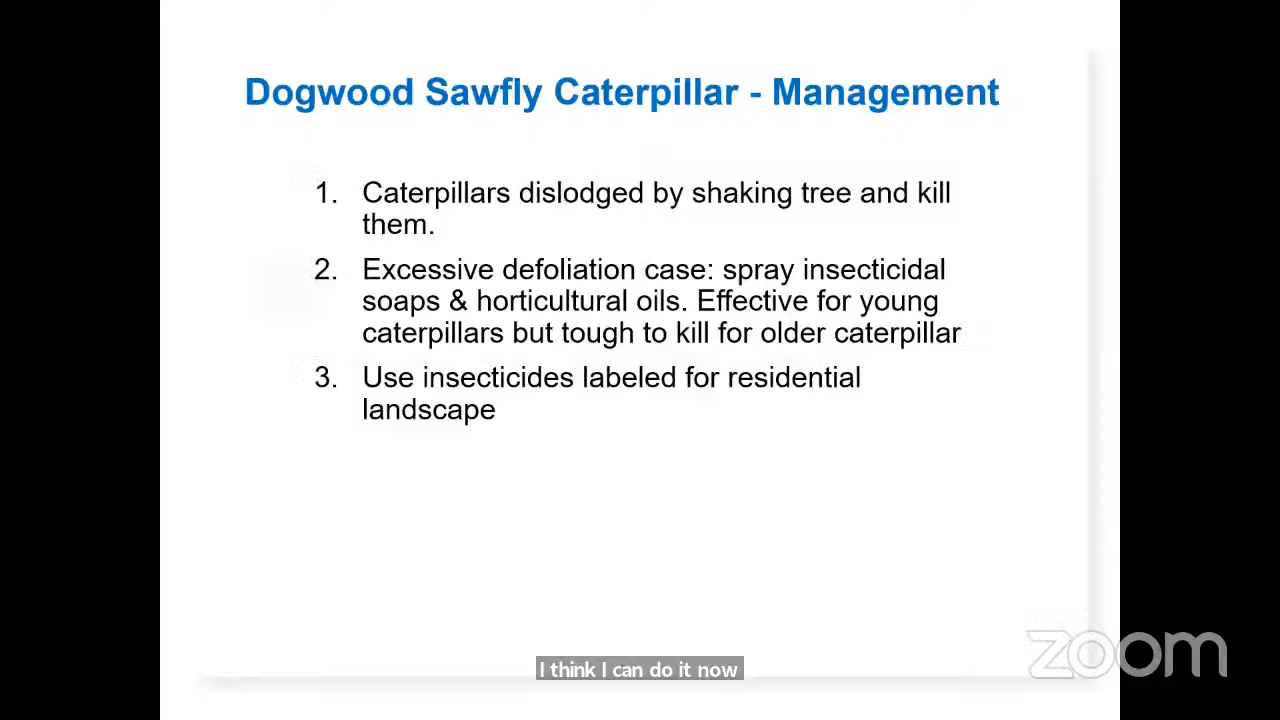 Dogwood Sawfly Caterpillar - Management
1. Caterpillars dislodged by shaking tree and kill
them.
2. Excessive defoliation case: spray insecticidal
soaps & horticultural oils. Effective for young
caterpillars but tough to kill for older caterpillar
3. Use insecticides labeled for residential
landscape
zoom
I think I can do it now